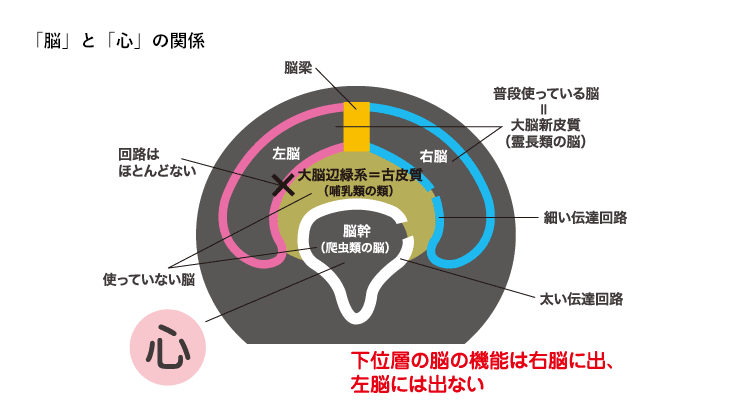 「脳」と「心」の関係
脳梁
普段使っている脳
＝
大脳新皮質
（霊長類の脳）
回路は
ほとんどない
左脳
右脳
大脳辺緑系＝古皮質
（哺乳類の類）
細い伝達回路
脳幹
（爬虫類の脳）
使っていない脳
太い伝達回路
心
下位層の脳の機能は右脳に出、
左脳には出ない